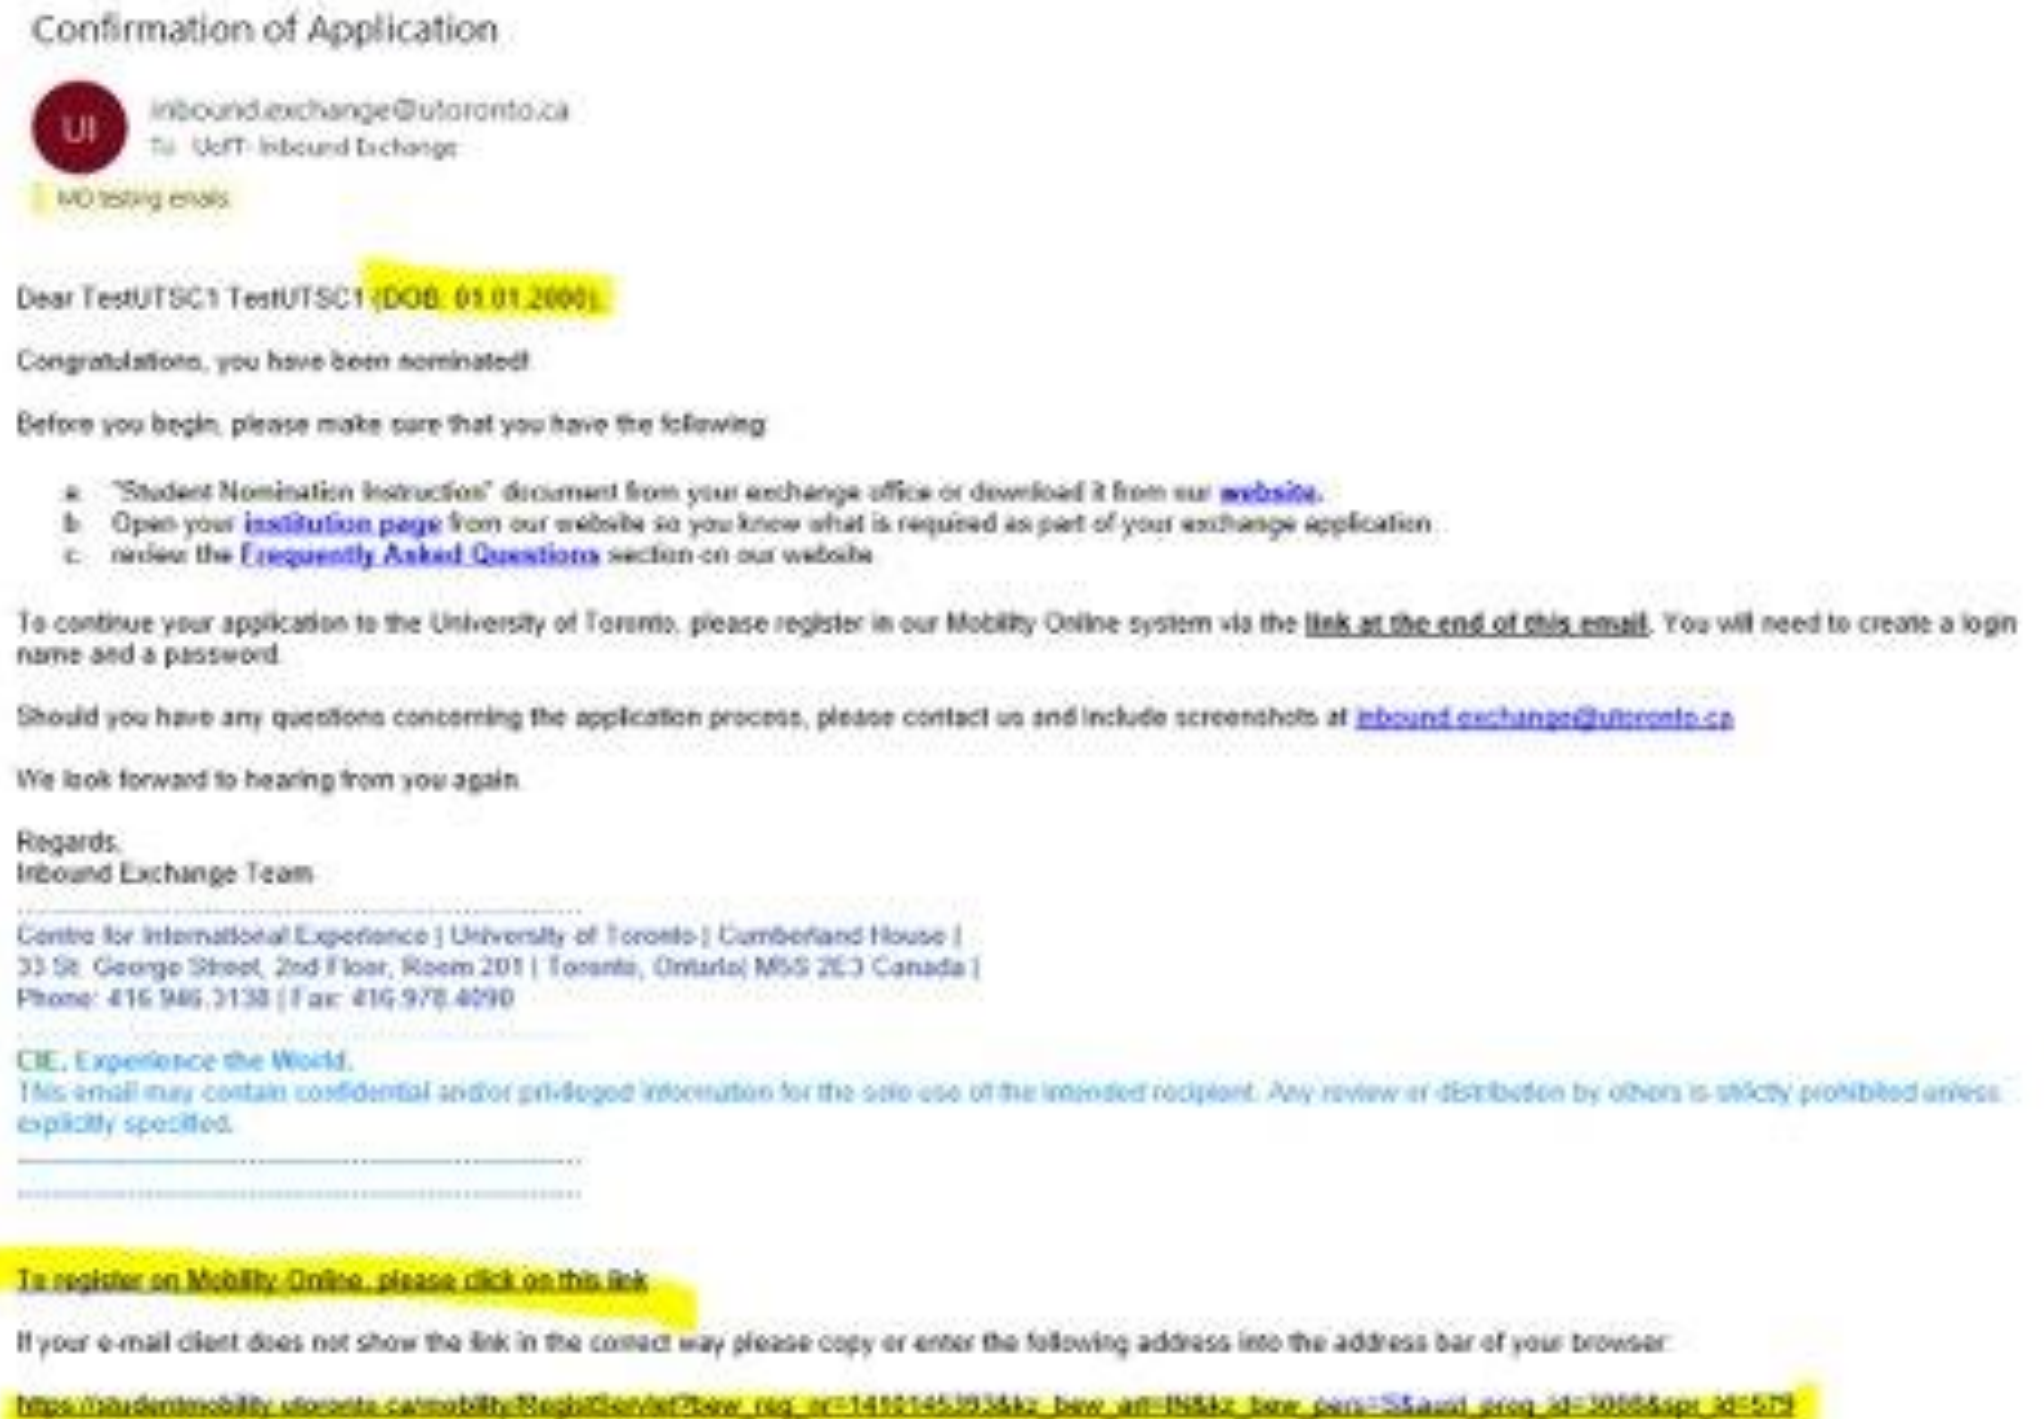 Confirmation of Application
UI
inbound.exchange@utoronto.ca
To UofT- Inbound Exchange
MO testing emails
Dear TestUTSC1 TestUTSC1 (DOB: 01.01.2000),
Congratulations, you have been nominated!
Before you begin, please make sure that you have the following:
a. "Student Nomination Instruction" document from your exchange office or download it from our website.
b. Open your institution page from our website so you know what is required as part of your exchange application
c. review the Frequently Asked Questions section on our website
To continue your application to the University of Toronto, please register in our Mobility Online system via the link at the end of this email. You will need to create a login
name and a password.
Should you have any questions concerning the application process, please contact us and include screenshots at inbound.exchange@utoronto.ca
We look forward to hearing from you again.
Regards,
Inbound Exchange Team
Centre for International Experience | University of Toronto | Cumberland House |
33 St. George Street, 2nd Floor, Room 201 | Toronto, Ontario| M5S 2E3 Canada |
Phone: 416.946.3138 | Fax: 416.978.4090
CIE. Experience the World.
This email may contain confidential and/or privileged information for the sole use of the intended recipient. Any review or distribution by others is strictly prohibited unless
explicitly specified.
To register on Mobility-Online, please click on this link
If your e-mail client does not show the link in the correct way please copy or enter the following address into the address bar of your browser: